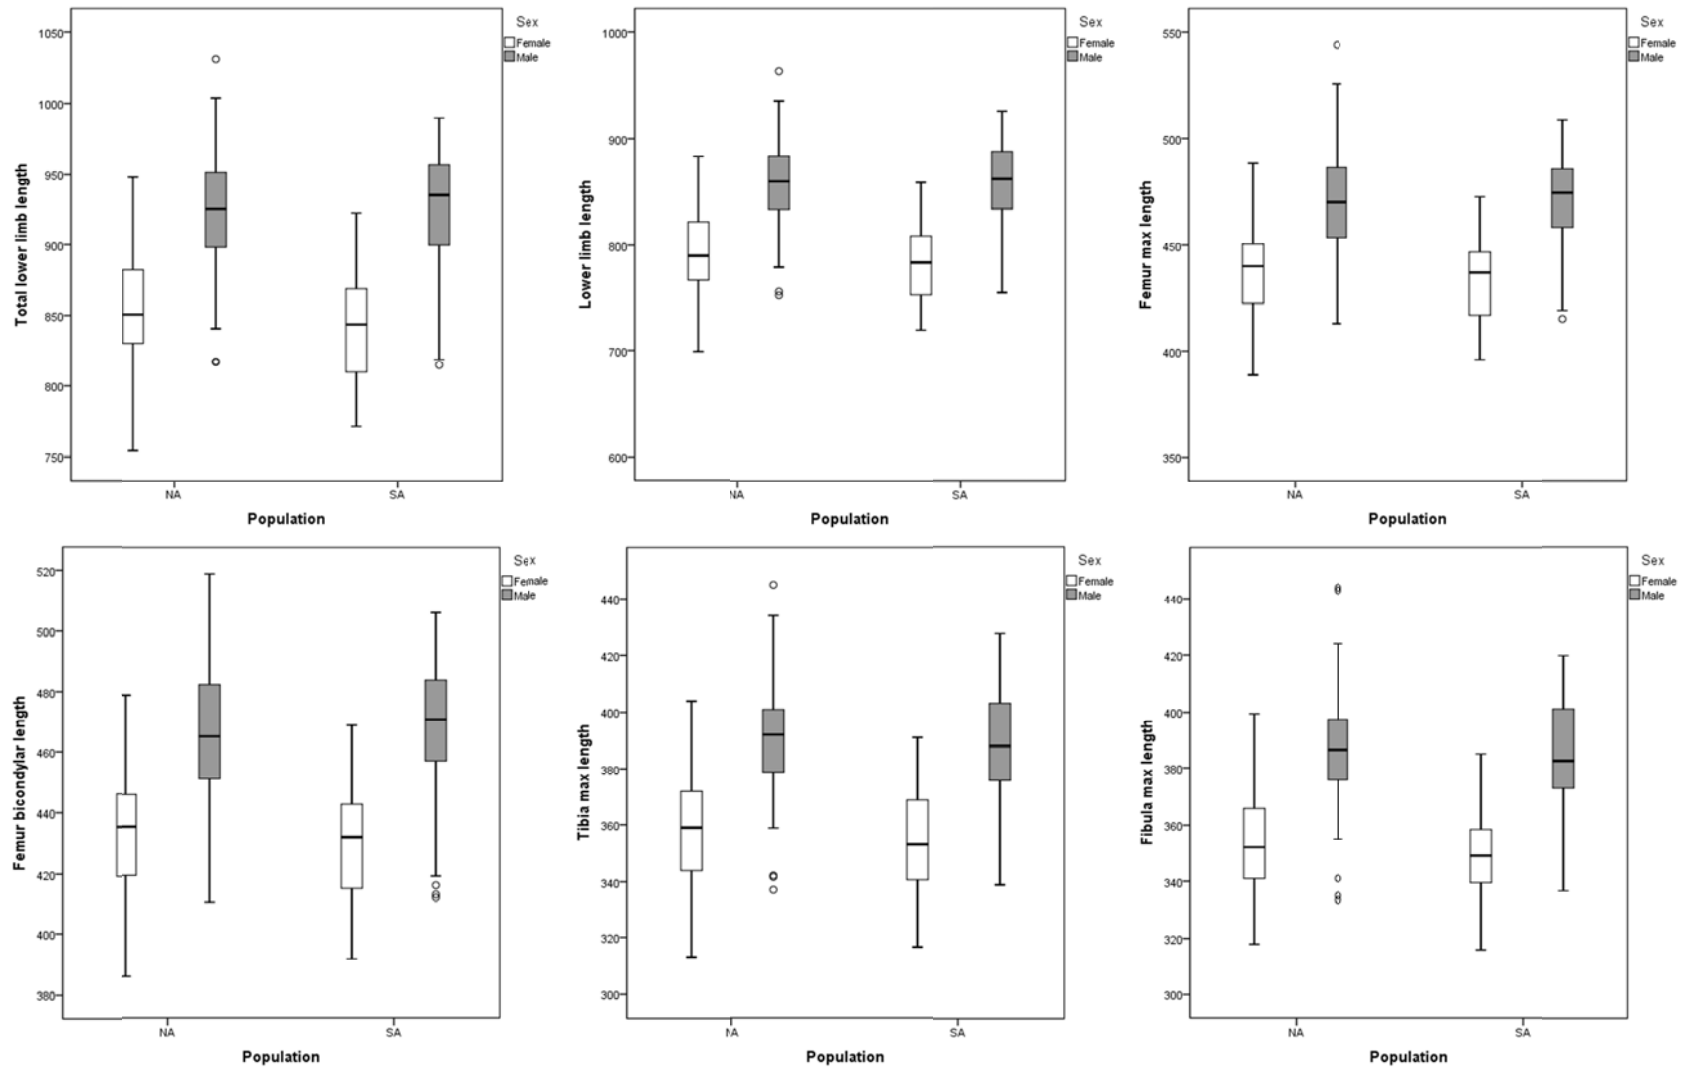 Sex
Female
Male
1050
1000
950
900
850
800
750
Total lower limb length
NA
SA
Population
Sex
Female
Male
1000
900
800
700
600
Lower limb length
NA
SA
Population
Sex
Female
Male
550
500
450
400
350
Femur max length
NA
SA
Population
Sex
Female
Male
520
500
480
460
440
420
400
380
Femur bicondylar length
NA
SA
Population
Sex
Female
Male
440
420
400
380
360
340
320
300
Tibia max length
NA
SA
Population
Sex
Female
Male
440
420
400
380
360
340
320
300
Fibula max length
NA
SA
Population